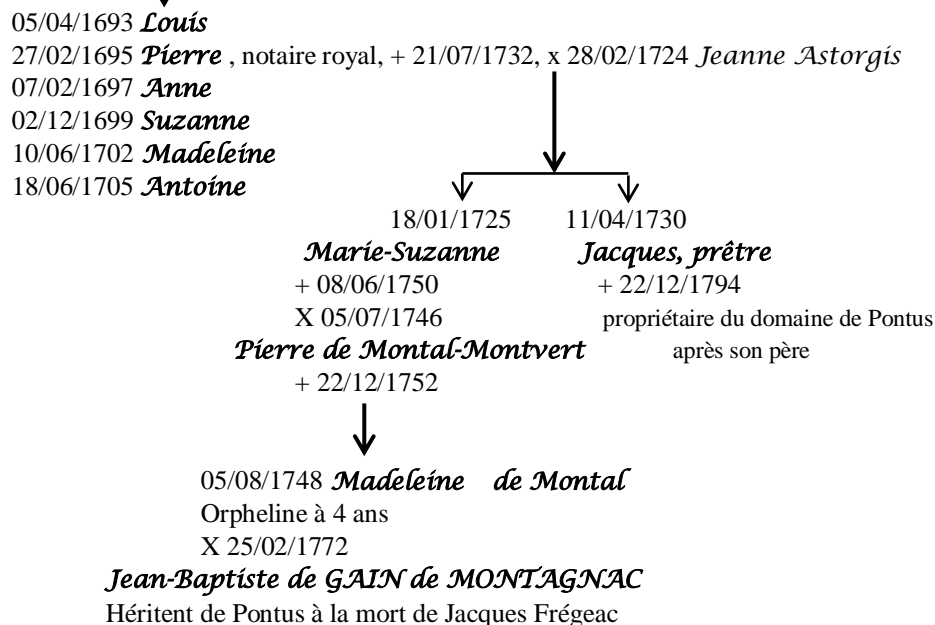 05/04/1693 Louis
27/02/1695 Pierre , notaire royal, + 21/07/1732, x 28/02/1724 Jeanne Astorgis
07/02/1697 Anne
02/12/1699 Suzanne
10/06/1702 Madeleine
18/06/1705 Antoine
18/01/1725 11/04/1730
Marie-Suzanne Jacques, prêtre
+ 08/06/1750 + 22/12/1794
X 05/07/1746 propriétaire du domaine de Pontus
Pierre de Montal-Montvert après son père
+ 22/12/1752
05/08/1748 Madeleine de Montal
Orpheline à 4 ans
X 25/02/1772
Jean-Baptiste de GAIN de MONTAGNAC
Héritent de Pontus à la mort de Jacques Frégeac